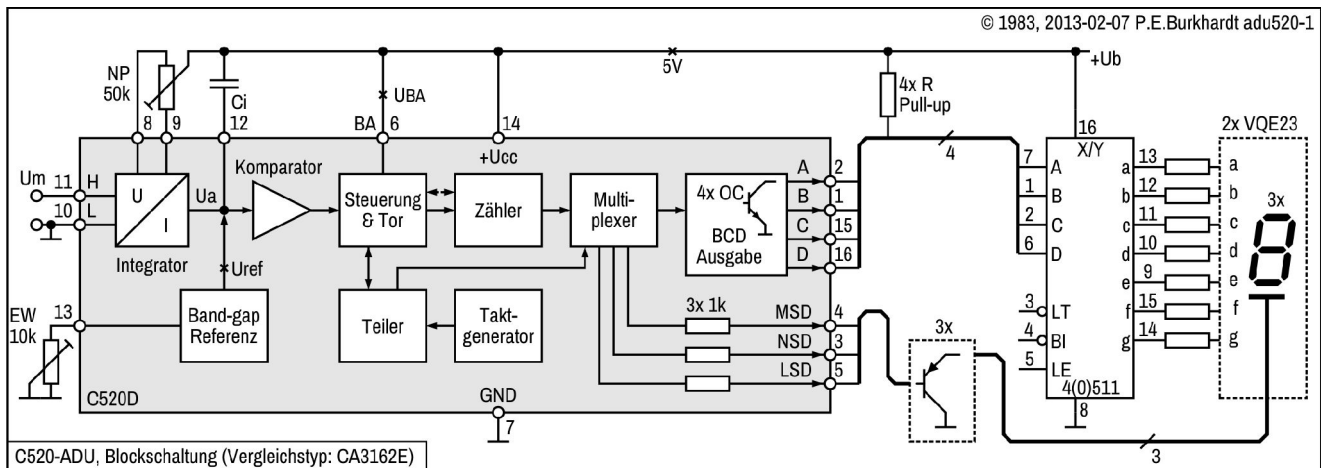 © 1983, 2013-02-07 P.E.Burkhardt adu520-1
NP
50k
8
9
Ci
12
UBA
BA
6
14
+Ucc
5V
4x R
Pull-up
+Ub
4
16
X/Y
2x VQE23
Um
11
H
10
L
U
I
Integrator
Ua
Uref
Komparator
Steuerung
& Tor
Zähler
Multi-
plexer
4x OC
BCD
Ausgabe
A
2
B
1
C
15
D
16
7
A
1
B
2
C
6
D
3
LT
4
BI
5
LE
4(0)511
8
a
13
b
12
c
11
d
10
e
9
f
15
g
14
a
b
c
d
e
f
g
3x
EW
10k
13
Band-gap
Referenz
Teiler
Takt-
generator
3x 1k
MSD
4
NSD
3
LSD
5
3x
3
C520D
GND
7
C520-ADU, Blockschaltung (Vergleichstyp: CA3162E)